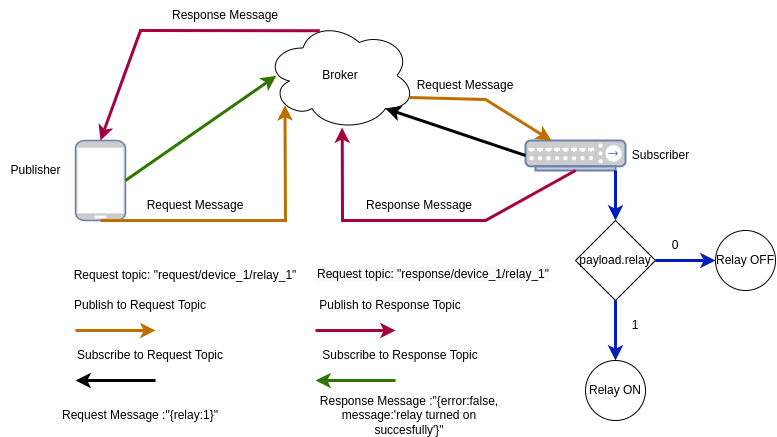 Response Message
Broker
Request Message
Publisher
Subscriber
Request Message
Response Message
payload.relay
0
Relay OFF
Request topic: "request/device_1/relay_1"
Request topic: "response/device_1/relay_1"
Publish to Request Topic
Publish to Response Topic
1
Subscribe to Request Topic
Subscribe to Response Topic
Relay ON
Request Message :"{relay:1}"
Response Message :"{error:false,
message:'relay turned on
succesfully'}"